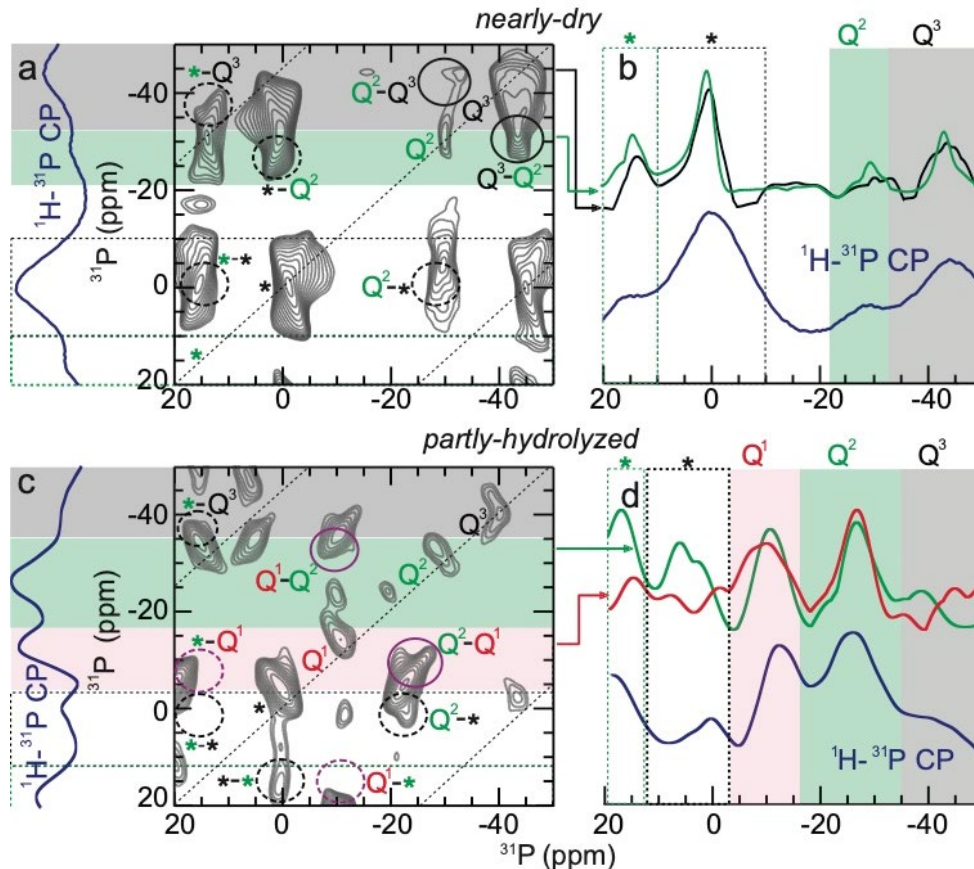 nearly-dry
a
*-Q³
Q²-Q³
Q³
Q²
Q³-Q²
*-Q²
*-*
*
Q²-*
*
-40
-20
0
20
³¹P (ppm)
¹H-³¹P CP
20
0
-20
-40
b
*
*
Q²
Q³
¹H-³¹P CP
20
0
-20
-40
partly-hydrolyzed
c
*-Q³
Q³
Q¹-Q²
Q²
*-Q¹
Q¹
Q²-Q¹
*
Q²-*
*-*
*-*
Q¹-*
-40
-20
0
20
³¹P (ppm)
¹H-³¹P CP
20
0
-20
-40
d
*
*
Q¹
Q²
Q³
¹H-³¹P CP
20
0
-20
-40
³¹P (ppm)